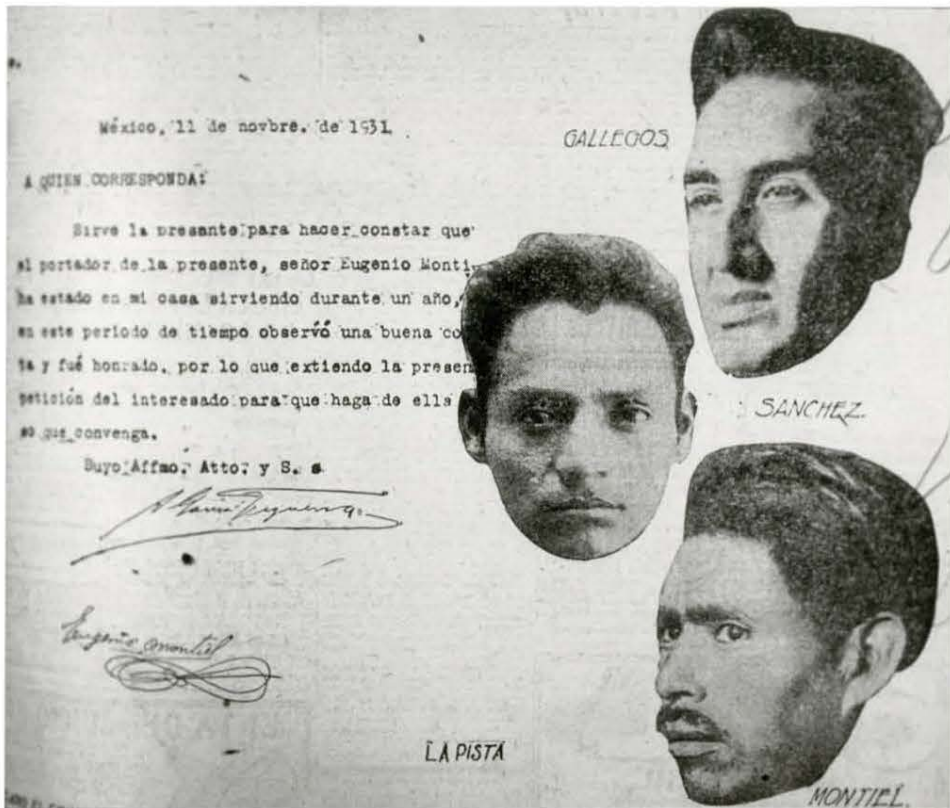 México, 11 de novbre. de 1931
A QUIEN CORRESPONDA:
Sirve la presente para hacer constar que
el portador de la presente, señor Eugenio Monti
ha estado en mi casa sirviendo durante un año,
en este periodo de tiempo observó una buena co
ta y fué honrado, por lo que extiendo la presen
petición del interesado para que haga de ells
so que convenga.
Suyo Affmo, Atto, y S. s.
Eugenio Montiel
GALLEGOS
SANCHEZ
MONTIEL
LA PISTA